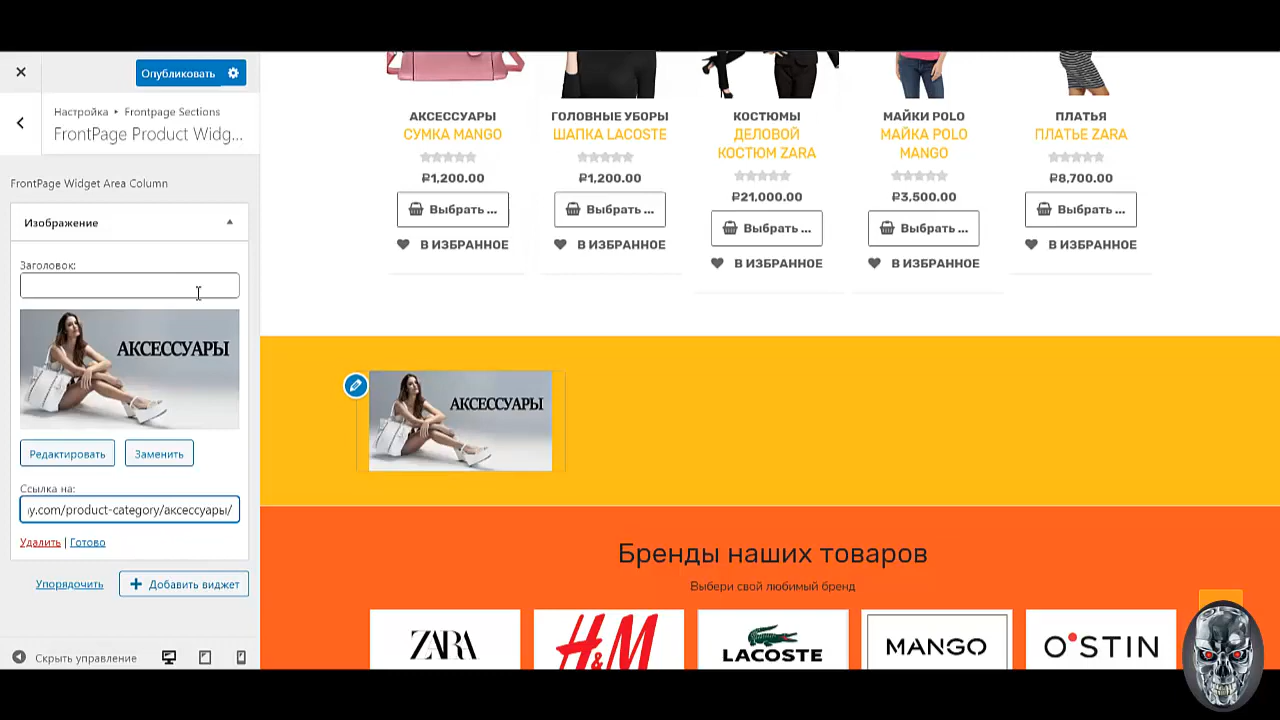 Опубликовать
Настройка ▸ Frontpage Sections
FrontPage Product Widg...
FrontPage Widget Area Column
Изображение
Заголовок:
АКСЕССУАРЫ
Редактировать
Заменить
Ссылка на:
y.com/product-category/аксессуары/
Удалить | Готово
Упорядочить
Добавить виджет
Скрыть управление
АКСЕССУАРЫ
СУМКА MANGO
₽1,200.00
Выбрать ...
В ИЗБРАННОЕ
ГОЛОВНЫЕ УБОРЫ
ШАПКА LACOSTE
₽1,200.00
Выбрать ...
В ИЗБРАННОЕ
КОСТЮМЫ
ДЕЛОВОЙ
КОСТЮМ ZARA
₽21,000.00
Выбрать ...
В ИЗБРАННОЕ
МАЙКИ POLO
МАЙКА POLO
MANGO
₽3,500.00
Выбрать ...
В ИЗБРАННОЕ
ПЛАТЬЯ
ПЛАТЬЕ ZARA
₽8,700.00
Выбрать ...
В ИЗБРАННОЕ
АКСЕССУАРЫ
Бренды наших товаров
Выбери свой любимый бренд
ZARA
H&M
LACOSTE
MANGO
O'STIN